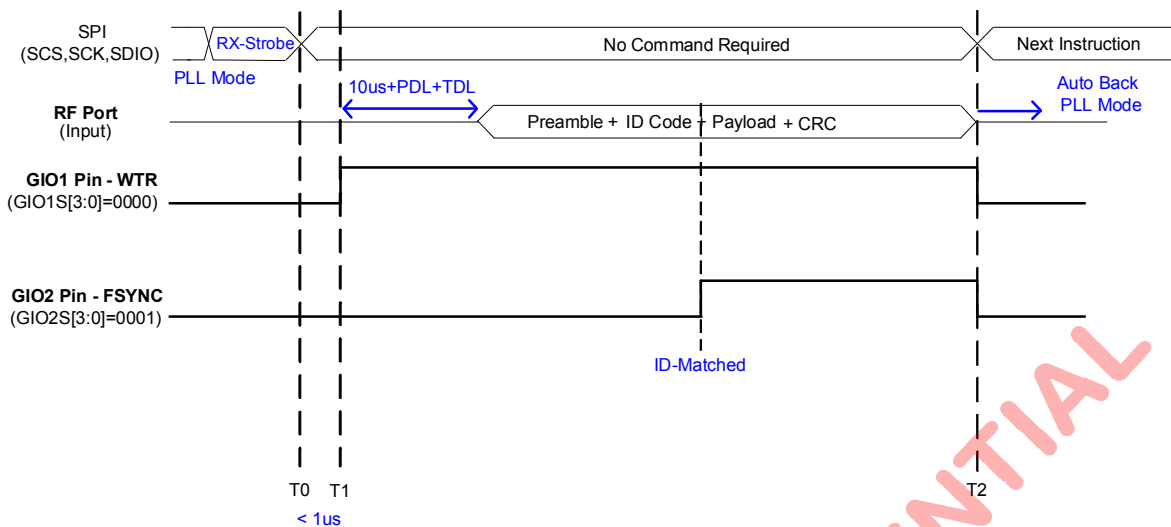 SPI
(SCS,SCK,SDIO)
RX-Strobe
No Command Required
Next Instruction
PLL Mode
10us+PDL+TDL
Auto Back
PLL Mode
RF Port
(Input)
Preamble + ID Code + Payload + CRC
GIO1 Pin - WTR
(GIO1S[3:0]=0000)
GIO2 Pin - FSYNC
(GIO2S[3:0]=0001)
ID-Matched
T0 T1 T2
< 1us
NTIAL